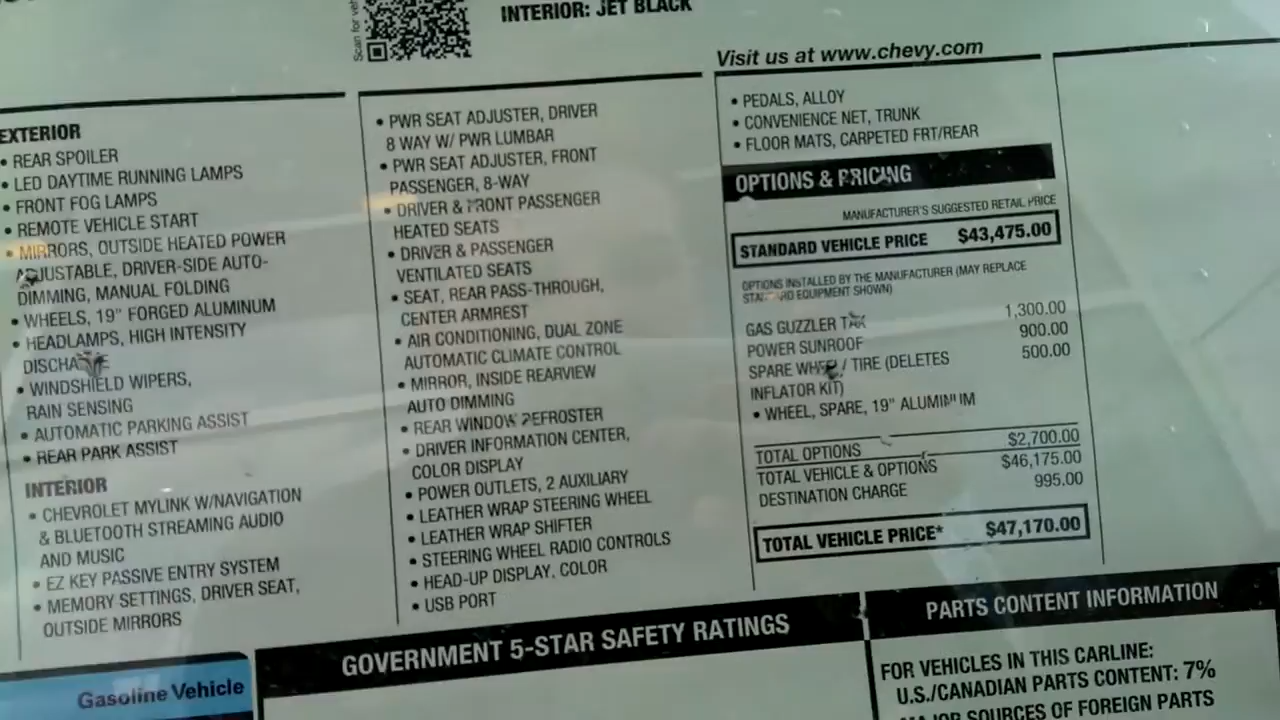 Scan for veh
INTERIOR: JET BLACK
Visit us at www.chevy.com
EXTERIOR
• REAR SPOILER
• LED DAYTIME RUNNING LAMPS
• FRONT FOG LAMPS
• REMOTE VEHICLE START
• MIRRORS, OUTSIDE HEATED POWER
ADJUSTABLE, DRIVER-SIDE AUTO-
DIMMING, MANUAL FOLDING
• WHEELS, 19" FORGED ALUMINUM
• HEADLAMPS, HIGH INTENSITY
DISCHARGE
• WINDSHIELD WIPERS,
RAIN SENSING
• AUTOMATIC PARKING ASSIST
• REAR PARK ASSIST
INTERIOR
• CHEVROLET MYLINK W/NAVIGATION
& BLUETOOTH STREAMING AUDIO
AND MUSIC
• EZ KEY PASSIVE ENTRY SYSTEM
• MEMORY SETTINGS, DRIVER SEAT,
OUTSIDE MIRRORS
• PWR SEAT ADJUSTER, DRIVER
8 WAY W/ PWR LUMBAR
• PWR SEAT ADJUSTER, FRONT
PASSENGER, 8-WAY
• DRIVER & FRONT PASSENGER
HEATED SEATS
• DRIVER & PASSENGER
VENTILATED SEATS
• SEAT, REAR PASS-THROUGH,
CENTER ARMREST
• AIR CONDITIONING, DUAL ZONE
AUTOMATIC CLIMATE CONTROL
• MIRROR, INSIDE REARVIEW
AUTO DIMMING
• REAR WINDOW DEFROSTER
• DRIVER INFORMATION CENTER,
COLOR DISPLAY
• POWER OUTLETS, 2 AUXILIARY
• LEATHER WRAP STEERING WHEEL
• LEATHER WRAP SHIFTER
• STEERING WHEEL RADIO CONTROLS
• HEAD-UP DISPLAY, COLOR
• USB PORT
• PEDALS, ALLOY
• CONVENIENCE NET, TRUNK
• FLOOR MATS, CARPETED FRT/REAR
OPTIONS & PRICING
MANUFACTURER'S SUGGESTED RETAIL PRICE
STANDARD VEHICLE PRICE $43,475.00
OPTIONS INSTALLED BY THE MANUFACTURER (MAY REPLACE
STANDARD EQUIPMENT SHOWN)
GAS GUZZLER TAX 1,300.00
POWER SUNROOF 900.00
SPARE WHEEL / TIRE (DELETES 500.00
INFLATOR KIT)
• WHEEL, SPARE, 19" ALUMINUM
TOTAL OPTIONS $2,700.00
TOTAL VEHICLE & OPTIONS $46,175.00
DESTINATION CHARGE 995.00
TOTAL VEHICLE PRICE* $47,170.00
Gasoline Vehicle
GOVERNMENT 5-STAR SAFETY RATINGS
PARTS CONTENT INFORMATION
FOR VEHICLES IN THIS CARLINE:
U.S./CANADIAN PARTS CONTENT: 7%
MAJOR SOURCES OF FOREIGN PARTS